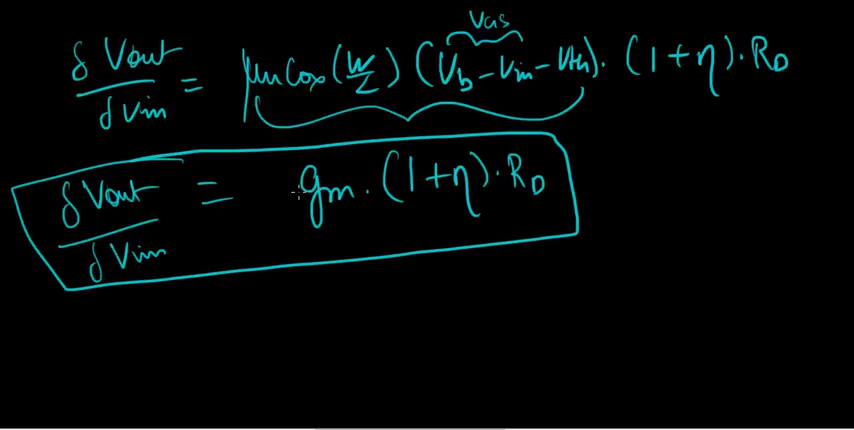 VGS
δVout/δVin = μnCox(W/L)(Vb-Vin-Vth).(1+η).RD
δVout/δVin = gm.(1+η).RD